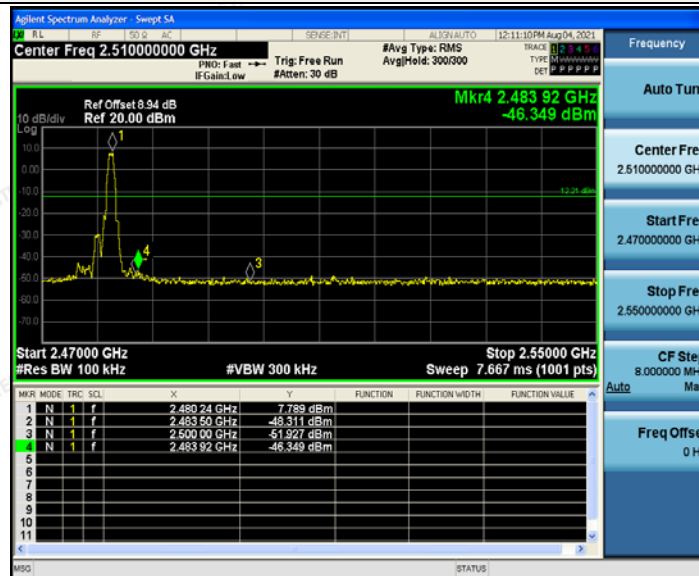 Agilent Spectrum Analyzer - Swept SA
RL RF 50 Ω AC SENSE:INT ALIGN AUTO 12:11:10PM Aug 04, 2021
Center Freq 2.510000000 GHz #Avg Type: RMS TRACE 1 2 3 4 5 6
PNO: Fast Trig: Free Run Avg|Hold: 300/300 TYPE M
IFGain:Low #Atten: 30 dB DET P P P P P P
Mkr4 2.483 92 GHz
-46.349 dBm
Ref Offset 8.94 dB
10 dB/div Ref 20.00 dBm
Log
10.0
0.00
-10.0
-20.0
-30.0
-40.0
-50.0
-60.0
-70.0
1
4
3
-12.21 dBm
Start 2.47000 GHz Stop 2.55000 GHz
#Res BW 100 kHz #VBW 300 kHz Sweep 7.667 ms (1001 pts)
MKR MODE TRC SCL X Y FUNCTION FUNCTION WIDTH FUNCTION VALUE
1 N 1 f 2.480 24 GHz 7.789 dBm
2 N 1 f 2.483 50 GHz -48.311 dBm
3 N 1 f 2.500 00 GHz -51.927 dBm
4 N 1 f 2.483 92 GHz -46.349 dBm
5
6
7
8
9
10
11
MSG STATUS
Frequency
Auto Tun
Center Fre
2.510000000 GH
Start Fre
2.470000000 GH
Stop Fre
2.550000000 GH
CF Ste
8.000000 MH
Auto Ma
Freq Offse
0 H